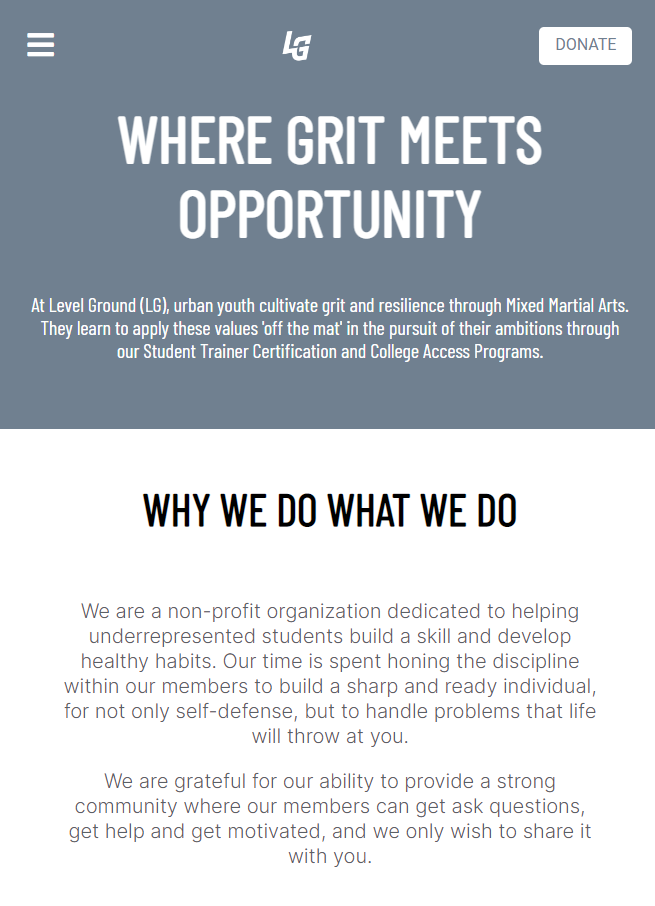 LG
DONATE
WHERE GRIT MEETS
OPPORTUNITY
At Level Ground (LG), urban youth cultivate grit and resilience through Mixed Martial Arts.
They learn to apply these values 'off the mat' in the pursuit of their ambitions through
our Student Trainer Certification and College Access Programs.
WHY WE DO WHAT WE DO
We are a non-profit organization dedicated to helping
underrepresented students build a skill and develop
healthy habits. Our time is spent honing the discipline
within our members to build a sharp and ready individual,
for not only self-defense, but to handle problems that life
will throw at you.
We are grateful for our ability to provide a strong
community where our members can get ask questions,
get help and get motivated, and we only wish to share it
with you.